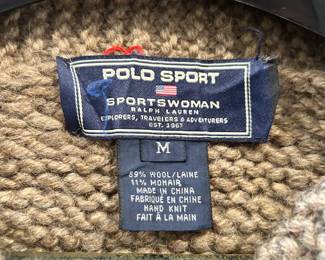 POLO SPORT
SPORTSWOMAN
RALPH LAUREN
EXPLORERS, TRAVELERS & ADVENTURERS
EST. 1967
M
89% WOOL/LAINE
11% MOHAIR
MADE IN CHINA
FABRIQUÉ EN CHINE
HAND KNIT
FAIT À LA MAIN